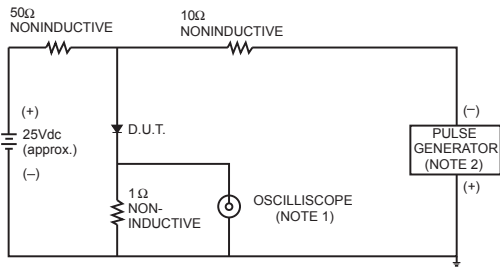 50Ω
NONINDUCTIVE
10Ω
NONINDUCTIVE
(+)
25Vdc
(approx.)
(–)
D.U.T.
1Ω
NON-
INDUCTIVE
OSCILLISCOPE
(NOTE 1)
(–)
PULSE
GENERATOR
(NOTE 2)
(+)